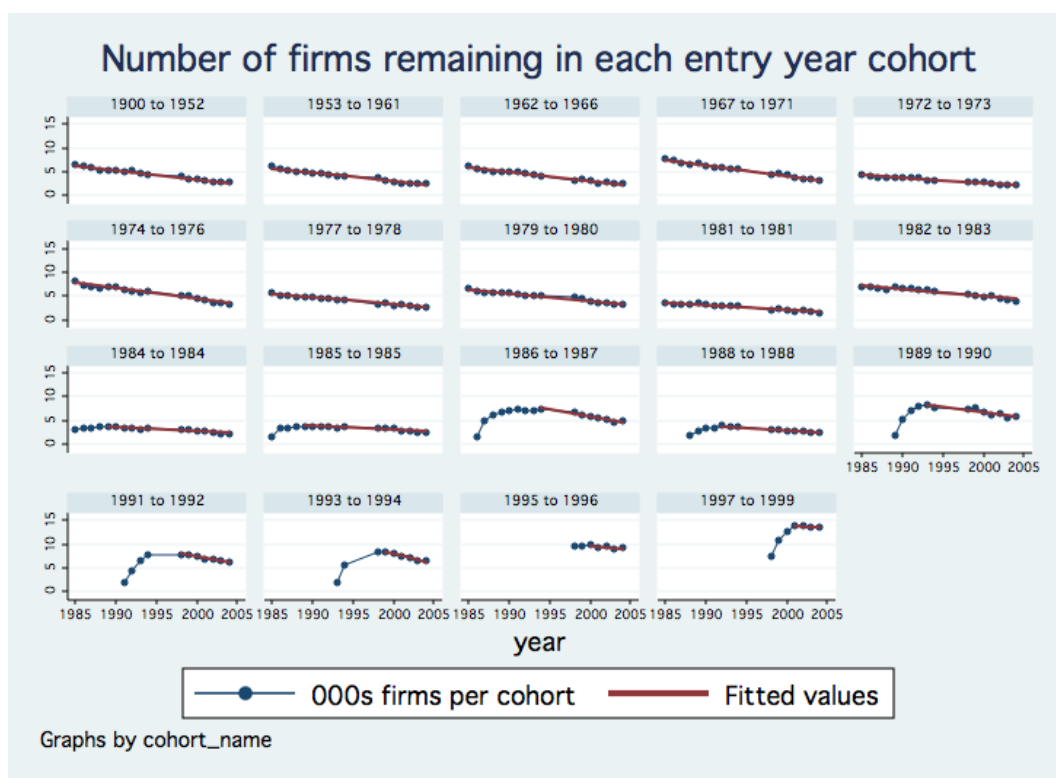 Number of firms remaining in each entry year cohort
1900 to 1952 1953 to 1961 1962 to 1966 1967 to 1971 1972 to 1973
15
10
5
0
1974 to 1976 1977 to 1978 1979 to 1980 1981 to 1981 1982 to 1983
15
10
5
0
1984 to 1984 1985 to 1985 1986 to 1987 1988 to 1988 1989 to 1990
15
10
5
0
1985 1990 1995 2000 2005
1991 to 1992 1993 to 1994 1995 to 1996 1997 to 1999
15
10
5
0
1985 1990 1995 2000 2005 1985 1990 1995 2000 2005 1985 1990 1995 2000 2005 1985 1990 1995 2000 2005
year
000s firms per cohort Fitted values
Graphs by cohort_name